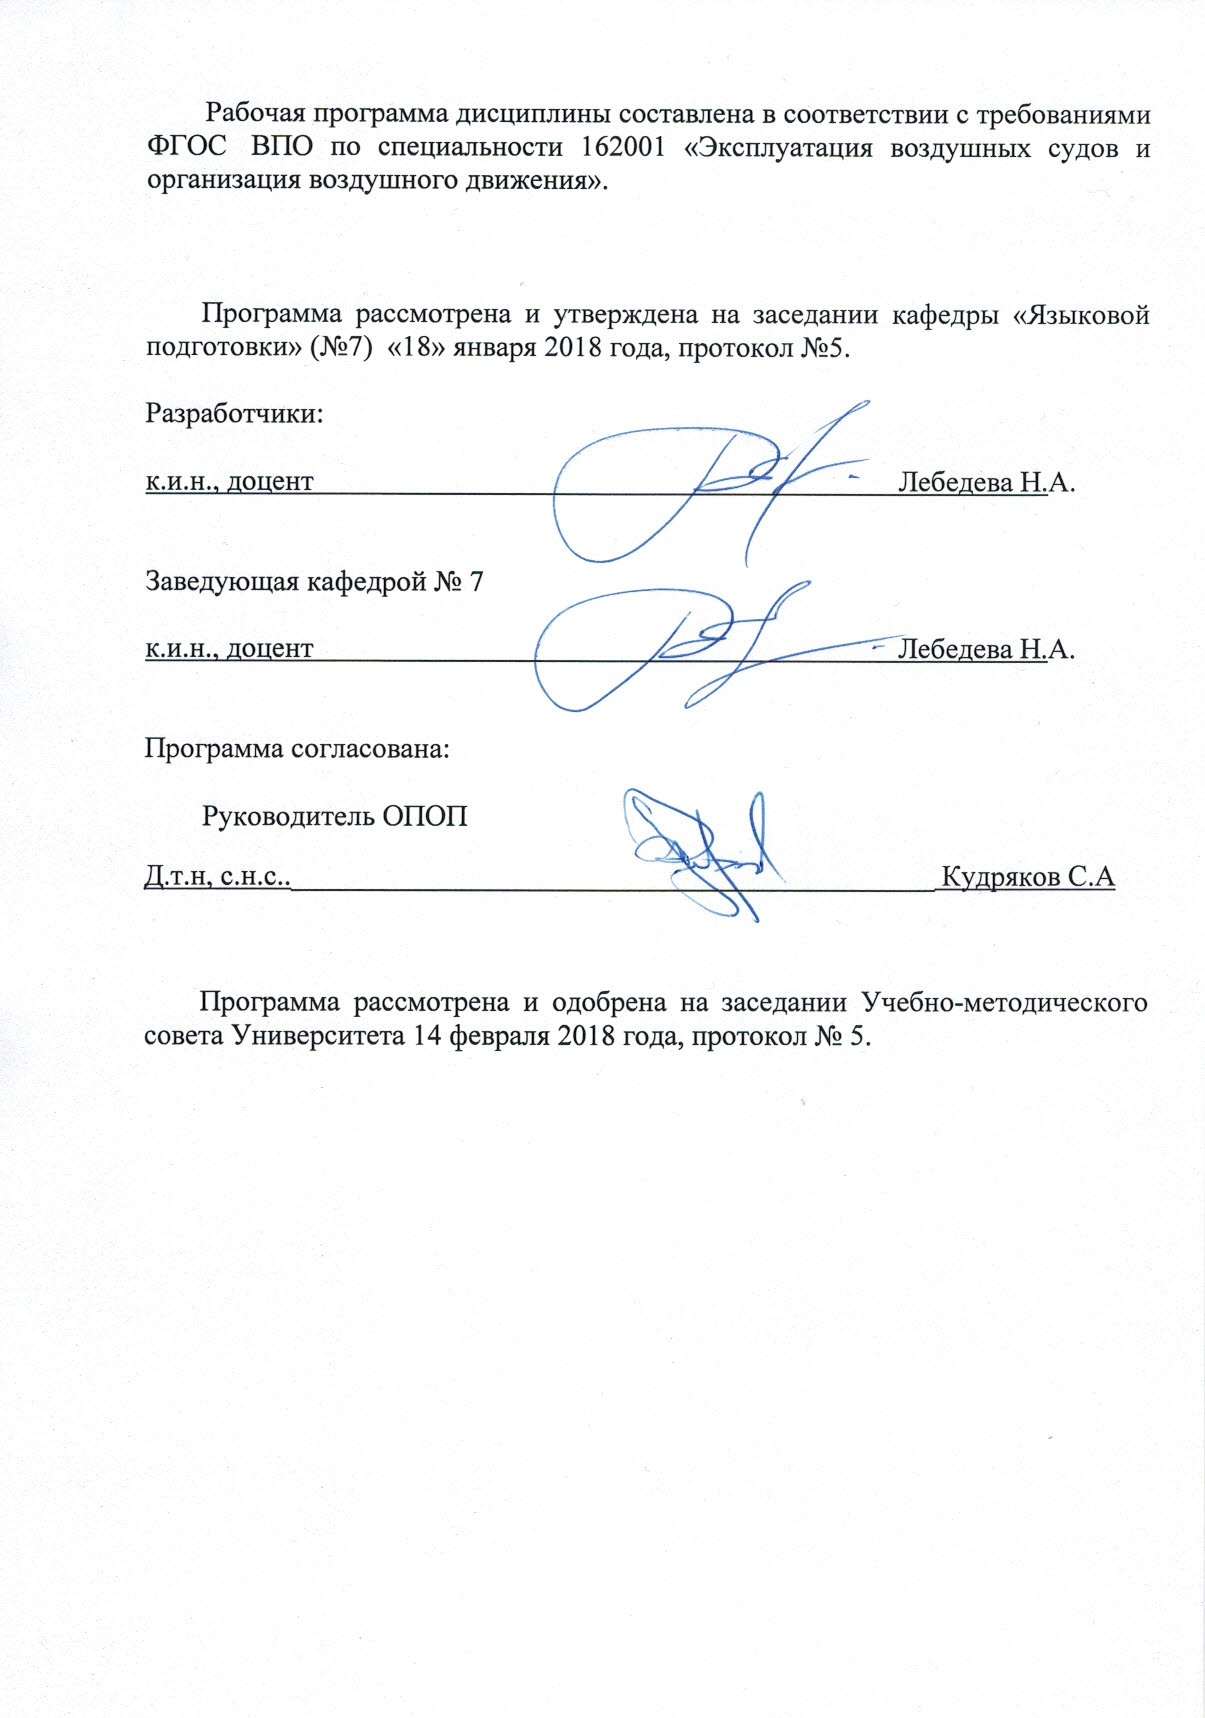 Рабочая программа дисциплины составлена в соответствии с требованиями
ФГОС ВПО по специальности 162001 «Эксплуатация воздушных судов и
организация воздушного движения».
Программа рассмотрена и утверждена на заседании кафедры «Языковой
подготовки» (№7) «18» января 2018 года, протокол №5.
Разработчики:
к.и.н., доцент Лебедева Н.А.
Заведующая кафедрой № 7
к.и.н., доцент Лебедева Н.А.
Программа согласована:
Руководитель ОПОП
Д.т.н, с.н.с.. Кудряков С.А
Программа рассмотрена и одобрена на заседании Учебно-методического
совета Университета 14 февраля 2018 года, протокол № 5.